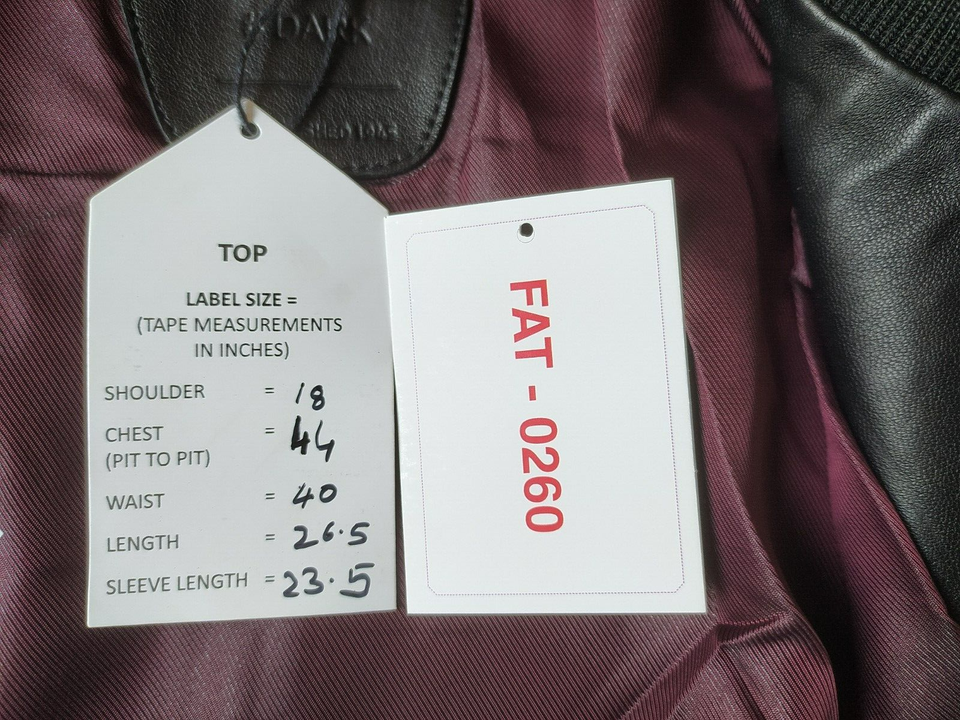 & DARK
TOP
LABEL SIZE =
(TAPE MEASUREMENTS
IN INCHES)
SHOULDER = 18
CHEST = 44
(PIT TO PIT)
WAIST = 40
LENGTH = 26.5
SLEEVE LENGTH = 23.5
FAT - 0260